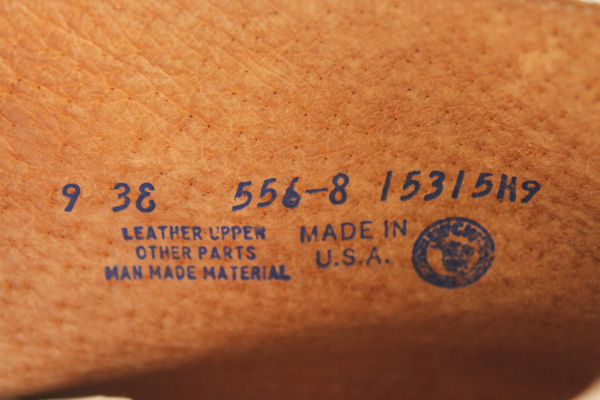 9 3E 556-8 15315H9
LEATHER UPPER
OTHER PARTS
MAN MADE MATERIAL
MADE IN
U.S.A.